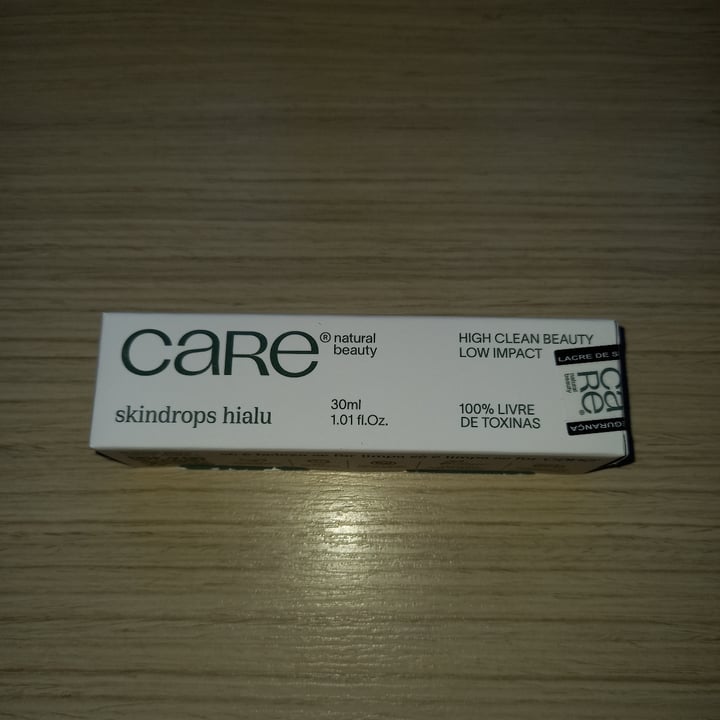 CARE®
natural
beauty
HIGH CLEAN BEAUTY
LOW IMPACT
skindrops hialu
30ml
1.01 fl.Oz.
100% LIVRE
DE TOXINAS
LACRE DE S
CaRe®
natural
beauty
GURANÇA